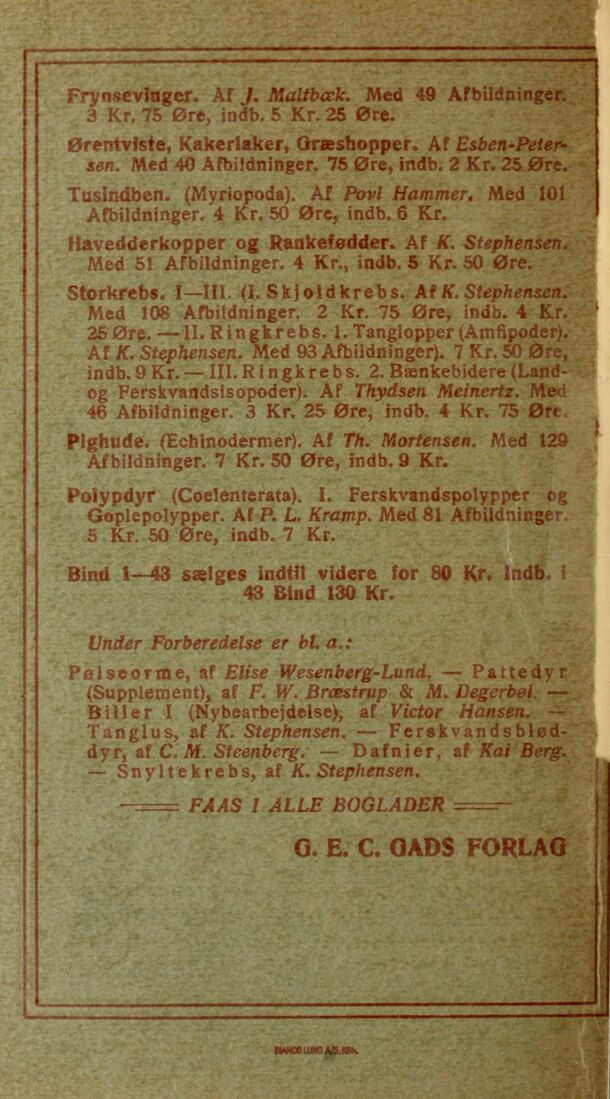 Frynsevinger. Af J. Maltbæk. Med 49 Afbildninger.
3 Kr. 75 Øre, indb. 5 Kr. 25 Øre.
Ørentviste, Kakerlaker, Græshopper. Af Esben-Peter-
sen. Med 40 Afbildninger. 75 Øre, indb. 2 Kr. 25 Øre.
Tusindben. (Myriopoda). Af Povl Hammer. Med 101
Afbildninger. 4 Kr. 50 Øre, indb. 6 Kr.
Havedderkopper og Rankefødder. Af K. Stephensen.
Med 51 Afbildninger. 4 Kr., indb. 5 Kr. 50 Øre.
Storkrebs. I—III. (I. Skjoldkrebs. Af K. Stephensen.
Med 108 Afbildninger. 2 Kr. 75 Øre, indb. 4 Kr.
25 Øre. — II. Ringkrebs. 1. Tanglopper (Amfipoder).
Af K. Stephensen. Med 93 Afbildninger). 7 Kr. 50 Øre,
indb. 9 Kr. — III. Ringkrebs. 2. Bænkebidere (Land-
og Ferskvandsisopoder). Af Thydsen Meinertz. Med
46 Afbildninger. 3 Kr. 25 Øre, indb. 4 Kr. 75 Øre.
Pighude. (Echinodermer). Af Th. Mortensen. Med 129
Afbildninger. 7 Kr. 50 Øre, indb. 9 Kr.
Polypdyr (Coelenterata). I. Ferskvandspolypper og
Goplepolypper. Af P. L. Kramp. Med 81 Afbildninger.
5 Kr. 50 Øre, indb. 7 Kr.
Bind 1—43 sælges indtil videre for 80 Kr. Indb. i
43 Bind 130 Kr.
Under Forberedelse er bl. a.:
Pølseorme, af Elise Wesenberg-Lund. — Pattedyr
(Supplement), af F. W. Bræstrup & M. Degerbøl. —
Biller I (Nybearbejdelse), af Victor Hansen. —
Tanglus, af K. Stephensen. — Ferskvandsblød-
dyr, af C. M. Steenberg. — Dafnier, af Kai Berg.
— Snyltekrebs, af K. Stephensen.
FAAS I ALLE BOGLADER
G. E. C. GADS FORLAG
BIANCO LUNO A/S. KBH.